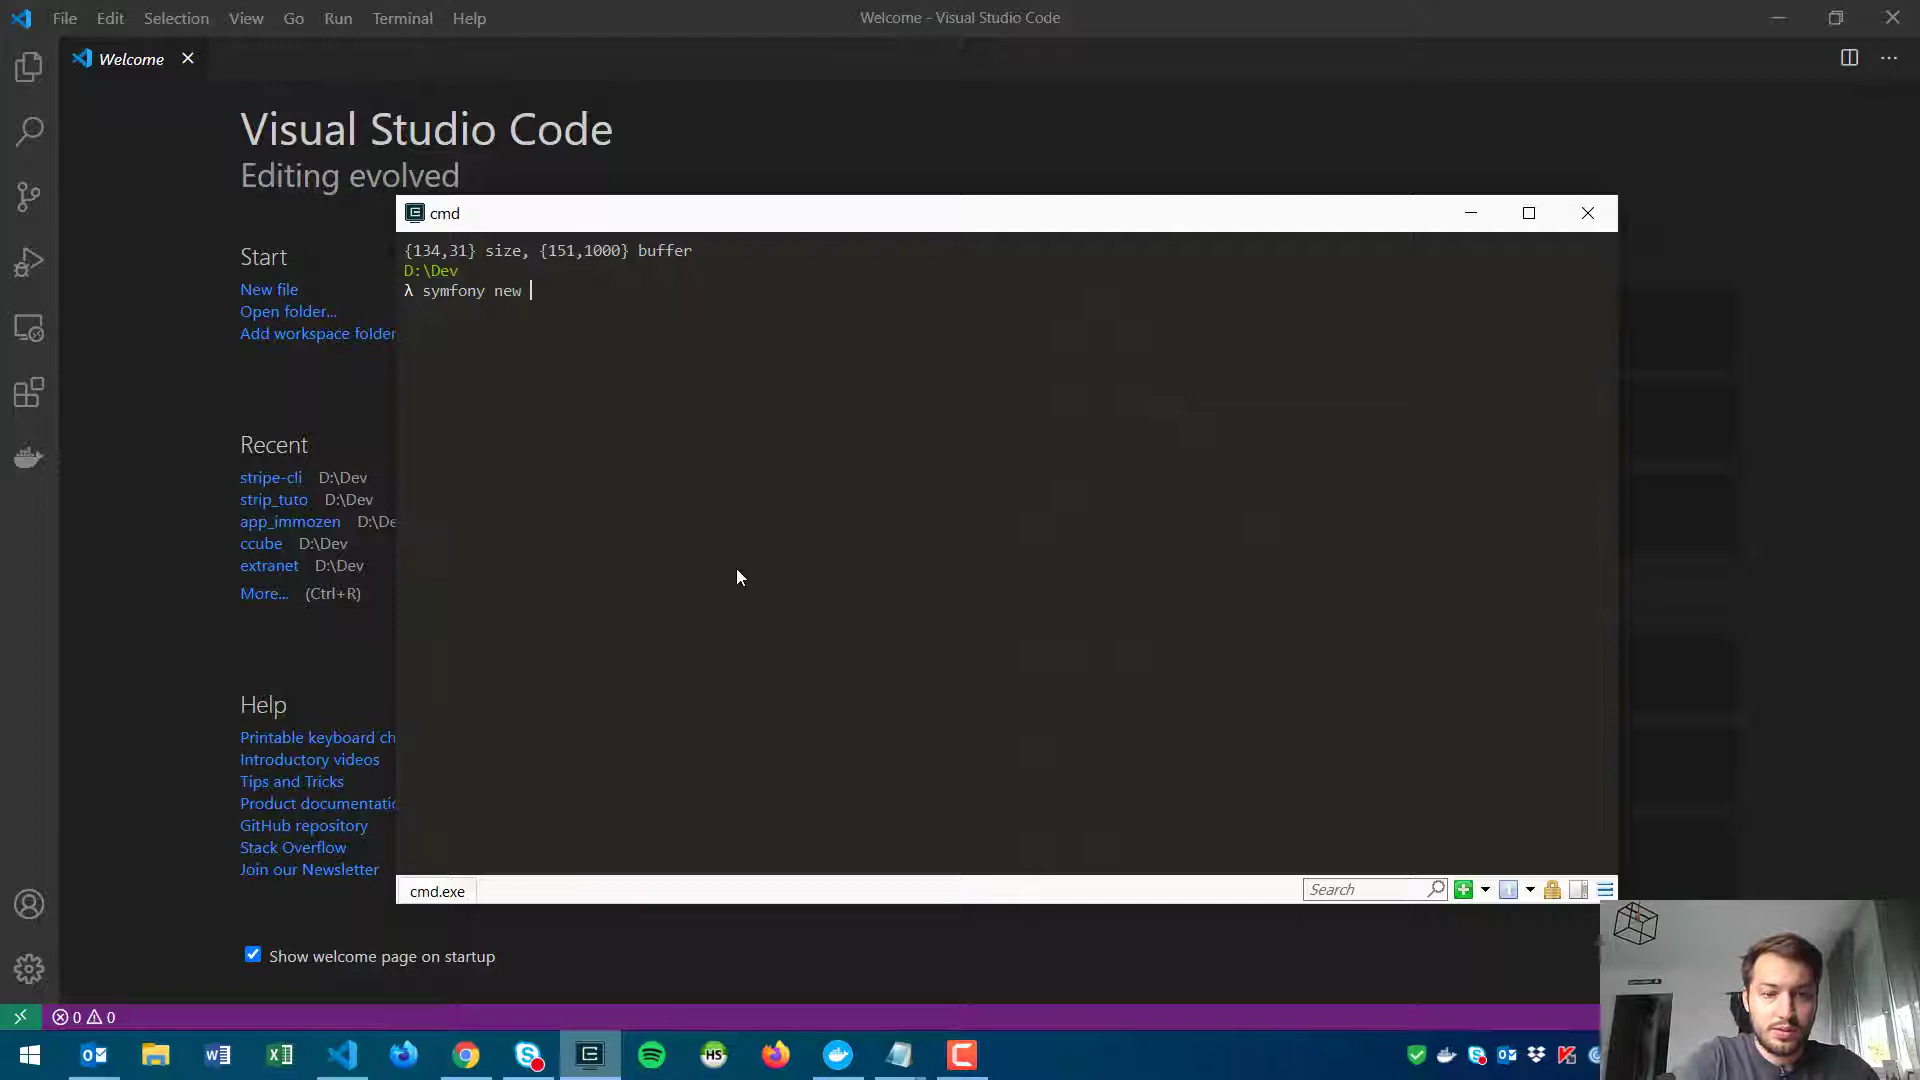 File Edit Selection View Go Run Terminal Help
Welcome - Visual Studio Code
Welcome
Visual Studio Code
Editing evolved
Start
New file
Open folder...
Add workspace folder
Recent
stripe-cli D:\Dev
strip_tuto D:\Dev
app_immozen D:\De
ccube D:\Dev
extranet D:\Dev
More... (Ctrl+R)
Help
Printable keyboard ch
Introductory videos
Tips and Tricks
Product documentatio
GitHub repository
Stack Overflow
Join our Newsletter
Show welcome page on startup
cmd
{134,31} size, {151,1000} buffer
D:\Dev
λ symfony new
cmd.exe
Search
0 0
HS